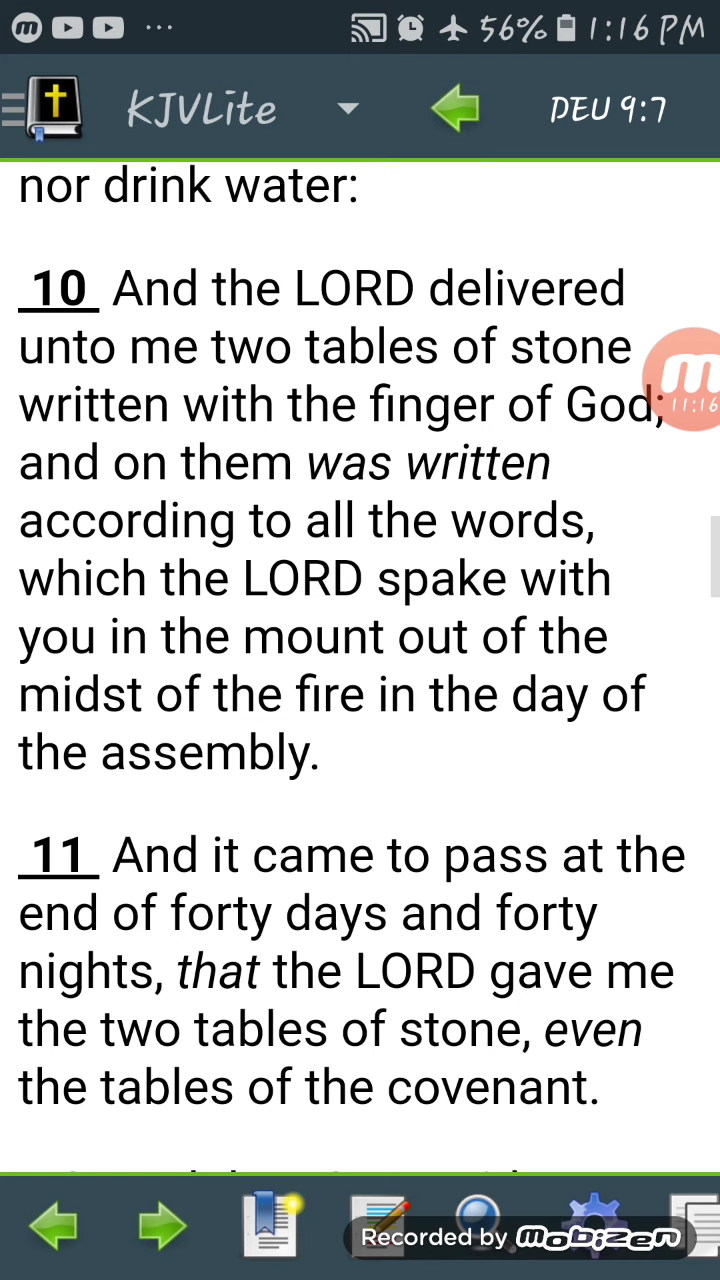 56% 1:16 PM
KJVLite DEU 9:7
nor drink water:
10 And the LORD delivered
unto me two tables of stone
written with the finger of God;
and on them was written
according to all the words,
which the LORD spake with
you in the mount out of the
midst of the fire in the day of
the assembly.
11 And it came to pass at the
end of forty days and forty
nights, that the LORD gave me
the two tables of stone, even
the tables of the covenant.
m
11:16
Recorded by mobizen